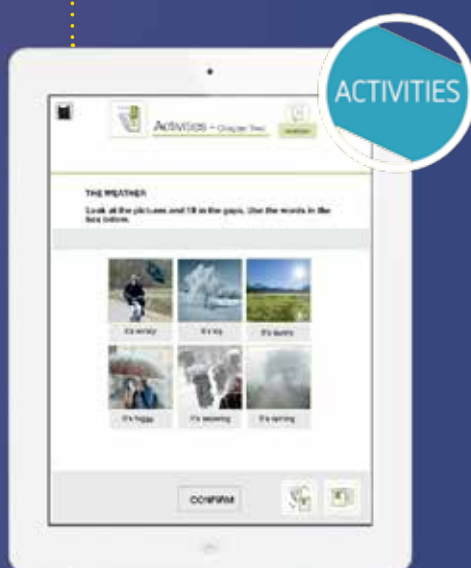 ACTIVITIES
Activities - Chapter Two
THE WEATHER
Look at the pictures and fill in the gaps. Use the words in the
box below.
It's windy
It's icy
It's sunny
It's foggy
It's snowing
It's raining
CONFIRM